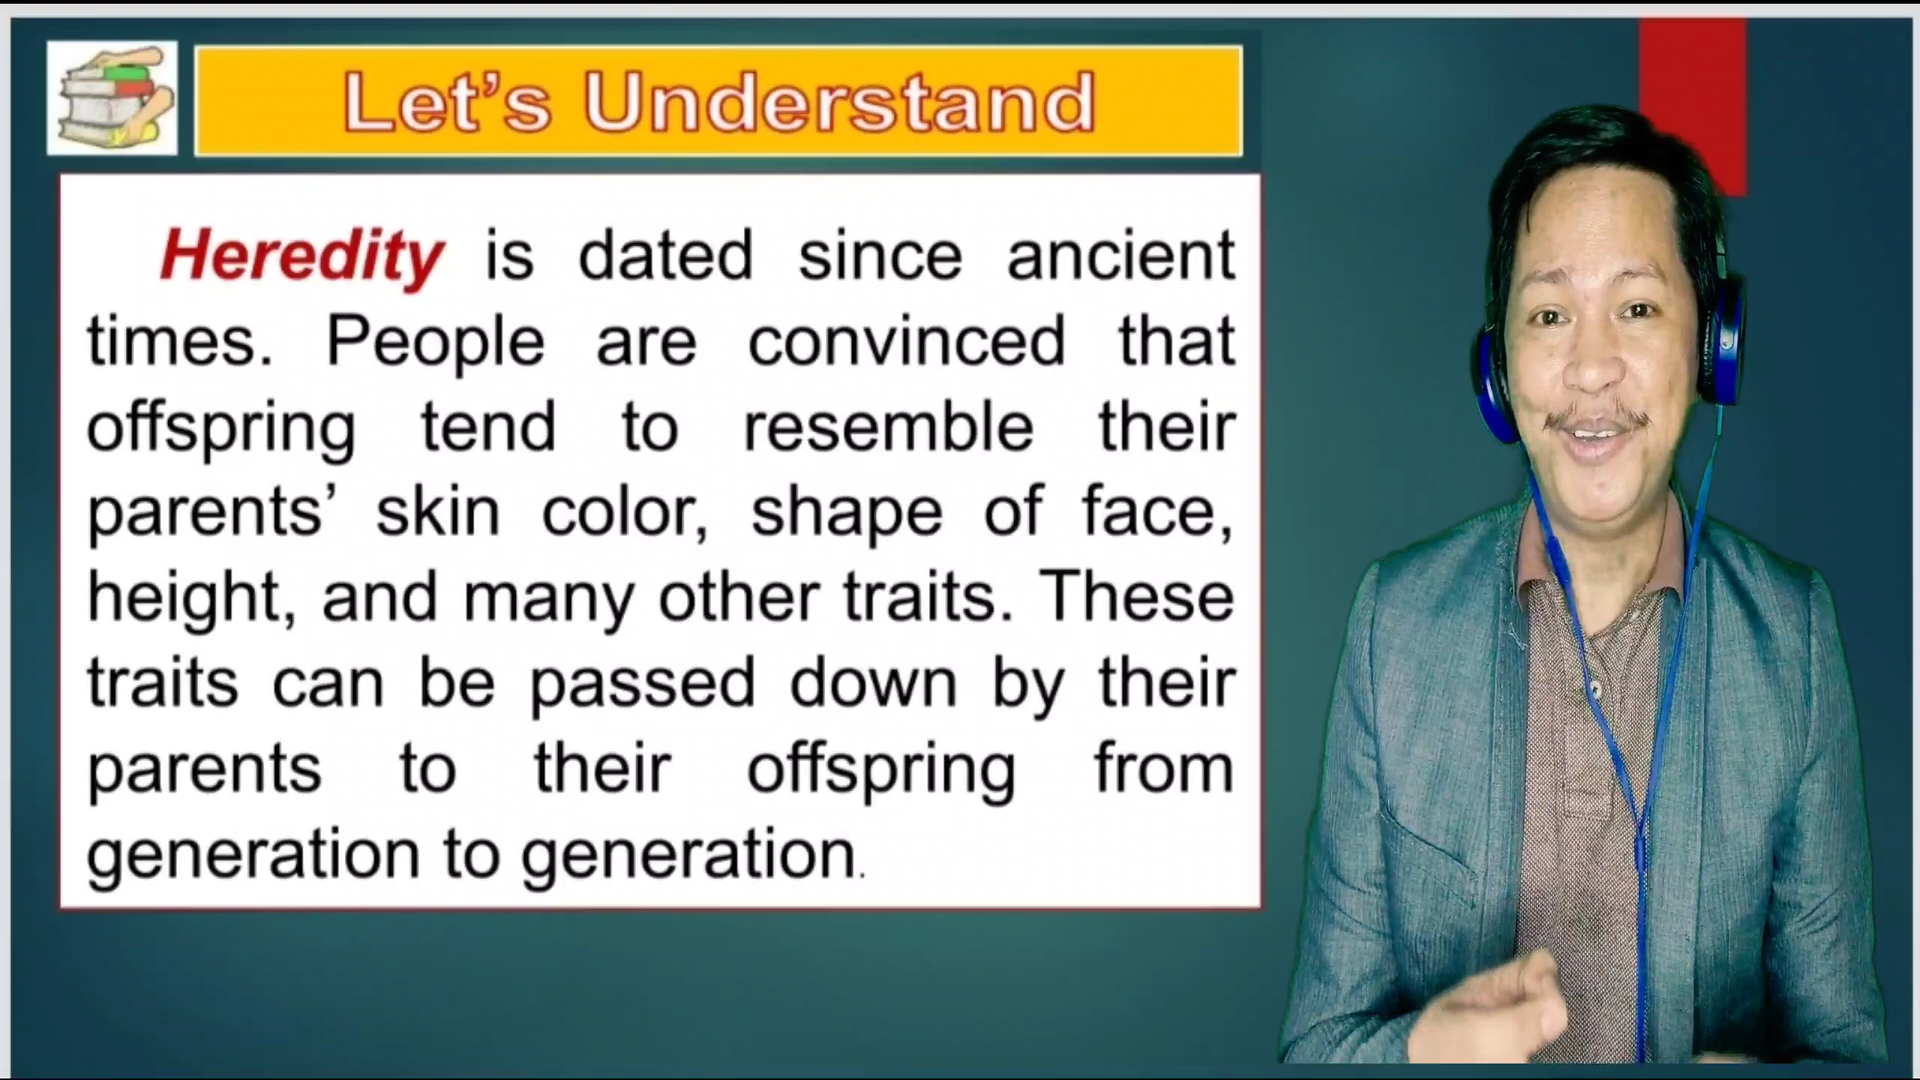 Let's Understand
Heredity is dated since ancient
times. People are convinced that
offspring tend to resemble their
parents’ skin color, shape of face,
height, and many other traits. These
traits can be passed down by their
parents to their offspring from
generation to generation.